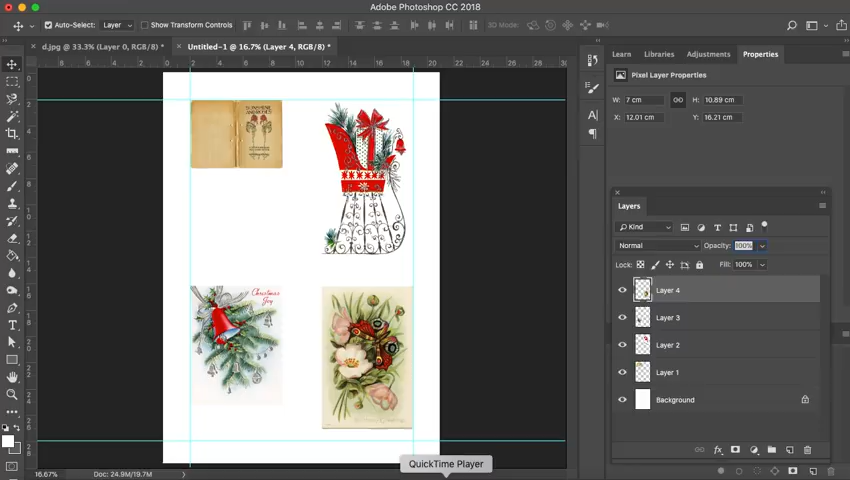 Adobe Photoshop CC 2018
Auto-Select: Layer Show Transform Controls
3D Mode:
d.jpg @ 33.3% (Layer 0, RGB/8) *
Untitled-1 @ 16.7% (Layer 4, RGB/8) *
Learn Libraries Adjustments Properties
Pixel Layer Properties
W: 7 cm H: 10.89 cm
X: 12.01 cm Y: 16.21 cm
Layers
Kind
Normal Opacity: 100%
Lock: Fill: 100%
Layer 4
Layer 3
Layer 2
Layer 1
Background
Christmas
Joy
16.67% Doc: 24.9M/19.7M
QuickTime Player